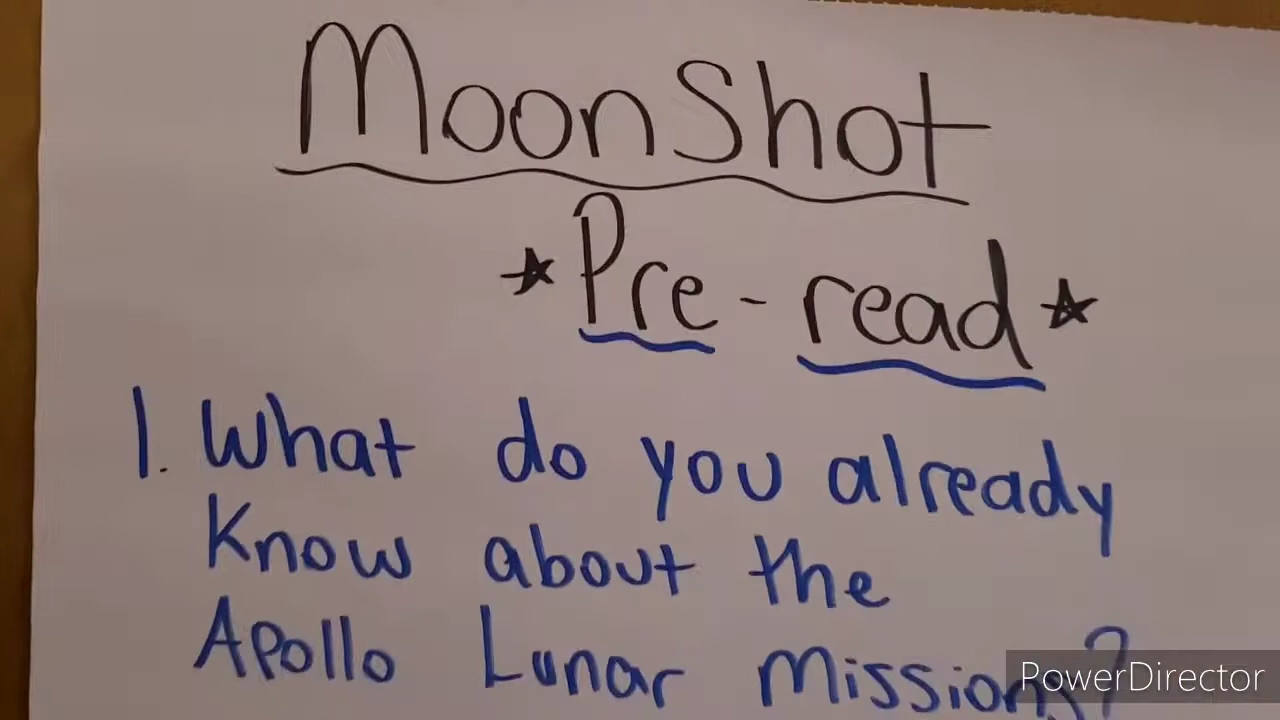 MoonShot
★Pre-read★
1. What do you already
Know about the
Apollo Lunar Missions?
PowerDirector